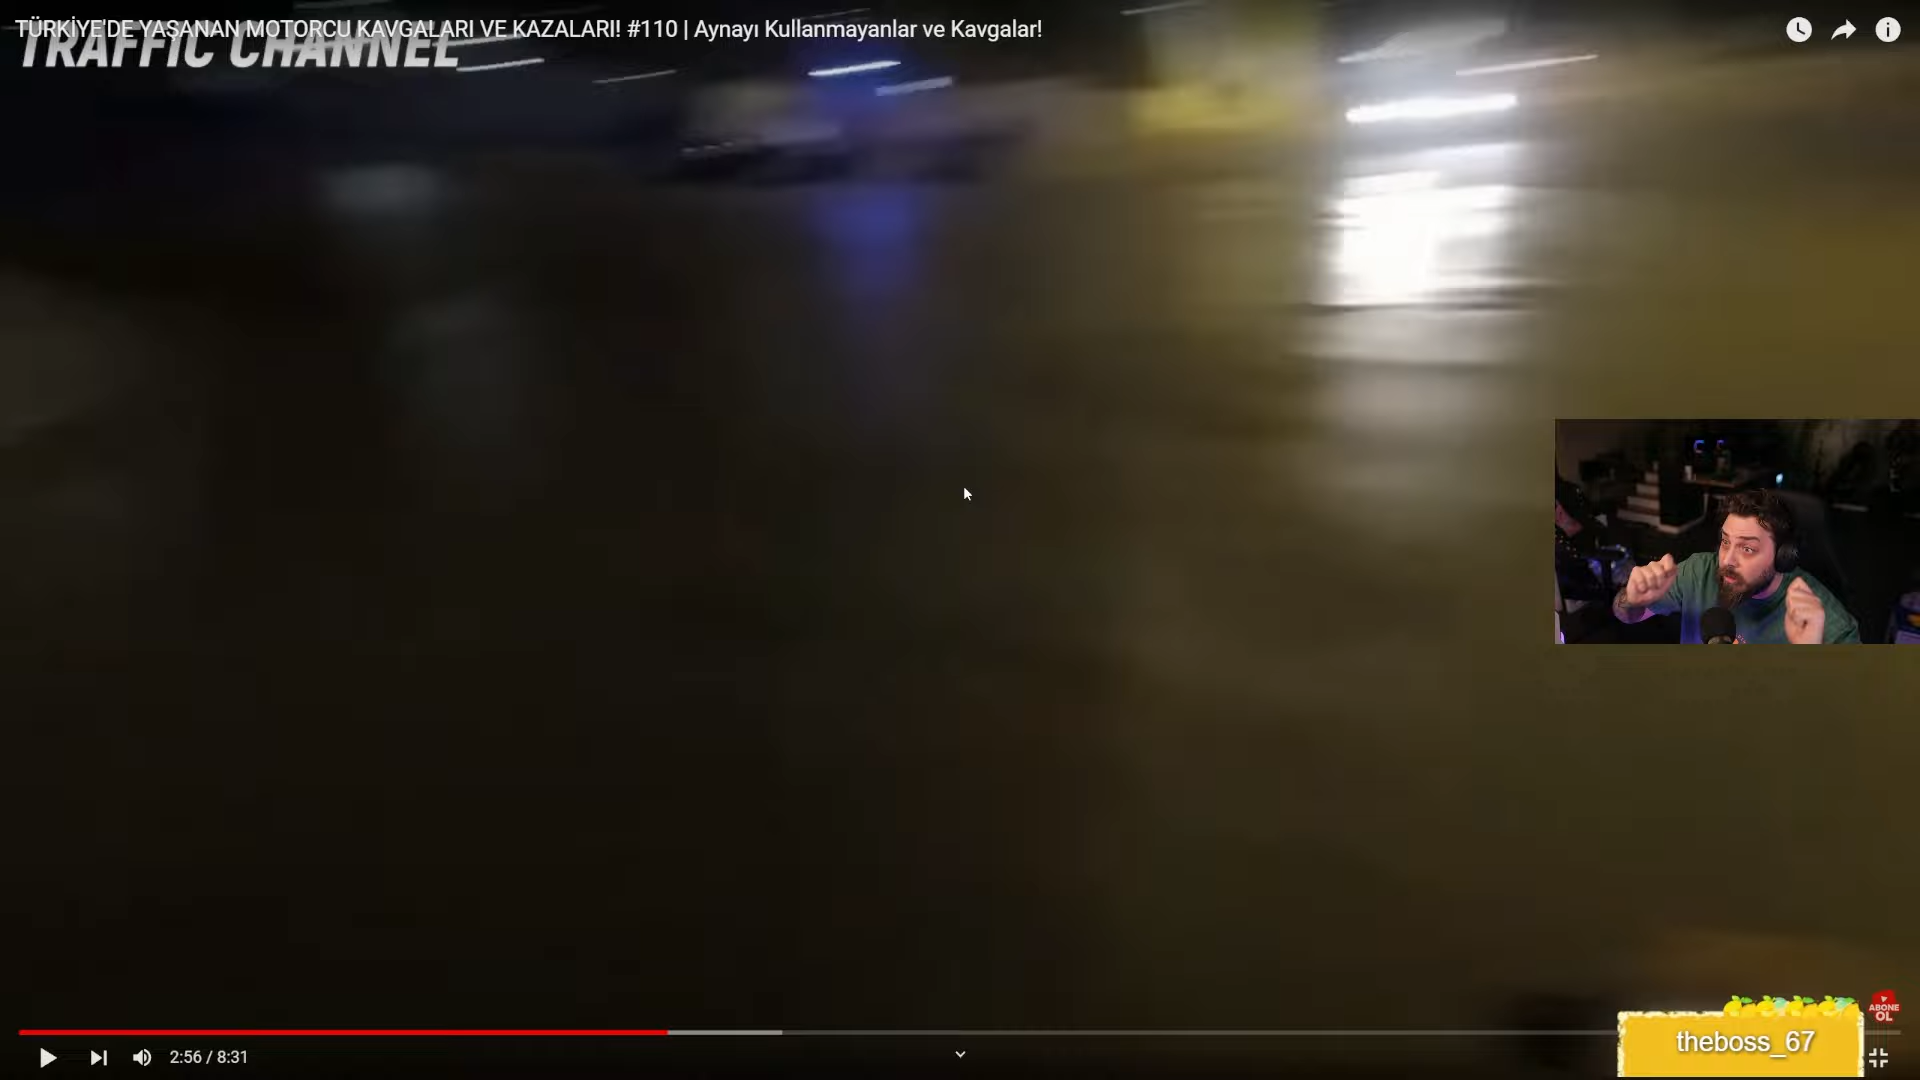 TÜRKİYE'DE YAŞANAN MOTORCU KAVGALARI VE KAZALARI! #110 | Aynayı Kullanmayanlar ve Kavgalar!
TRAFFIC CHANNEL
ABONE
OL
theboss_67
2:56 / 8:31